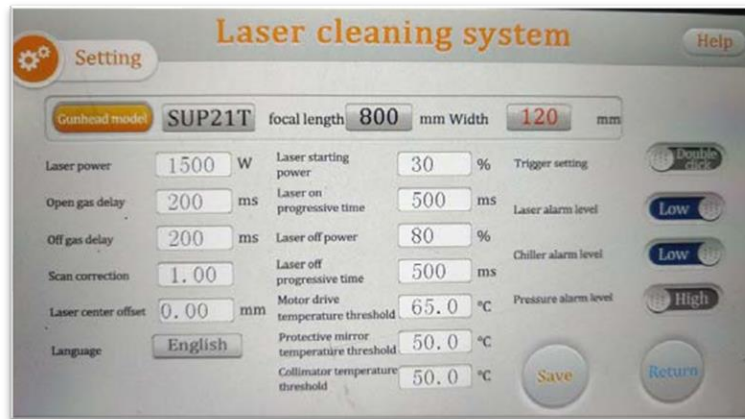 Laser cleaning system
Setting
Help
Gunhead model SUP21T focal length 800 mm Width 120 mm
Laser power 1500 W
Open gas delay 200 ms
Off gas delay 200 ms
Scan correction 1.00
Laser center offset 0.00 mm
Language English
Laser starting
power 30 %
Laser on
progressive time 500 ms
Laser off power 80 %
Laser off
progressive time 500 ms
Motor drive
temperature threshold 65.0 °C
Protective mirror
temperature threshold 50.0 °C
Collimator temperature
threshold 50.0 °C
Trigger setting Double
click
Laser alarm level Low
Chiller alarm level Low
Pressure alarm level High
Save
Return